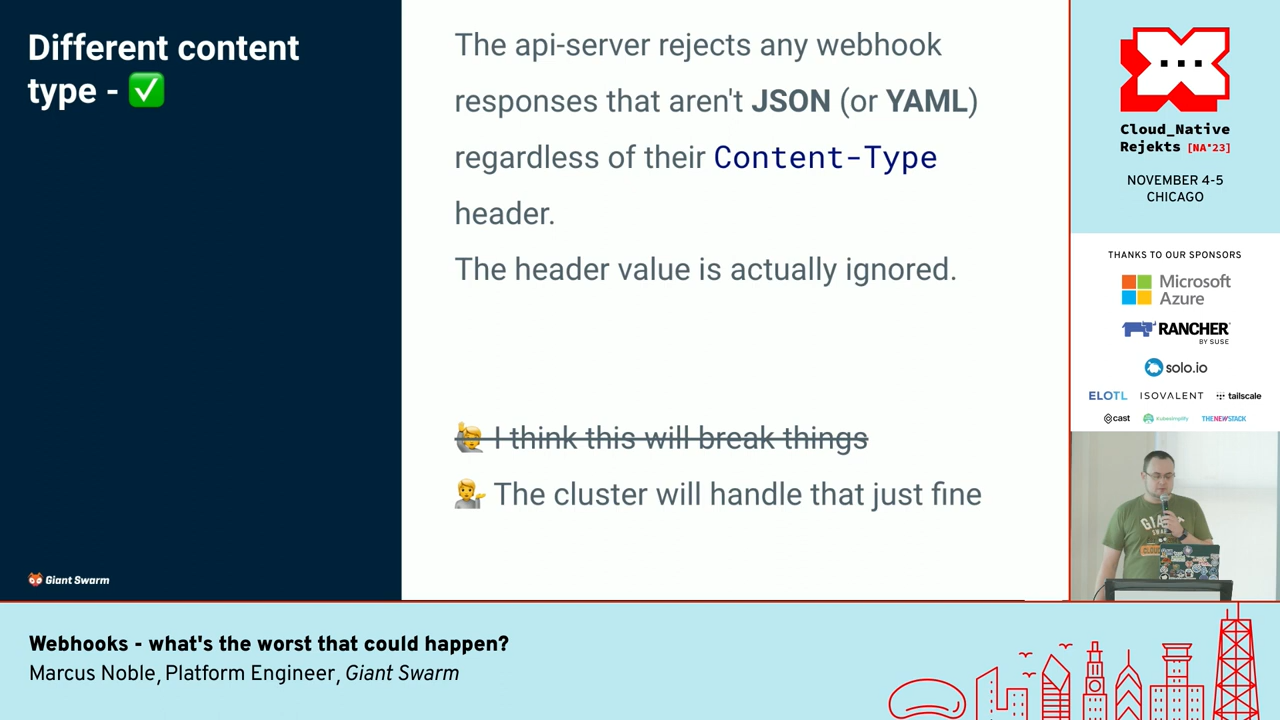 Different content
type - ✅
The api-server rejects any webhook
responses that aren't JSON (or YAML)
regardless of their Content-Type
header.
The header value is actually ignored.
🙋 I think this will break things
💁 The cluster will handle that just fine
Giant Swarm
Cloud_Native
Rejekts [NA'23]
NOVEMBER 4-5
CHICAGO
THANKS TO OUR SPONSORS
Microsoft
Azure
RANCHER
BY SUSE
solo.io
ELOTL ISOVALENT tailscale
cast kubesimplify THENEWSTACK
GIANT
SWARM
Webhooks - what's the worst that could happen?
Marcus Noble, Platform Engineer, Giant Swarm